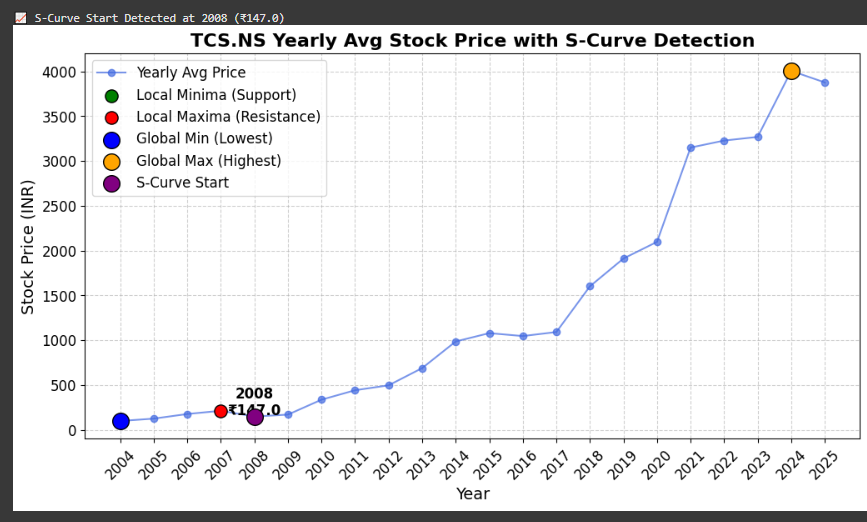 📈 S-Curve Start Detected at 2008 (₹147.0)
TCS.NS Yearly Avg Stock Price with S-Curve Detection
Stock Price (INR)
4000
3500
3000
2500
2000
1500
1000
500
0
Yearly Avg Price
Local Minima (Support)
Local Maxima (Resistance)
Global Min (Lowest)
Global Max (Highest)
S-Curve Start
2008
₹147.0
2004 2005 2006 2007 2008 2009 2010 2011 2012 2013 2014 2015 2016 2017 2018 2019 2020 2021 2022 2023 2024 2025
Year